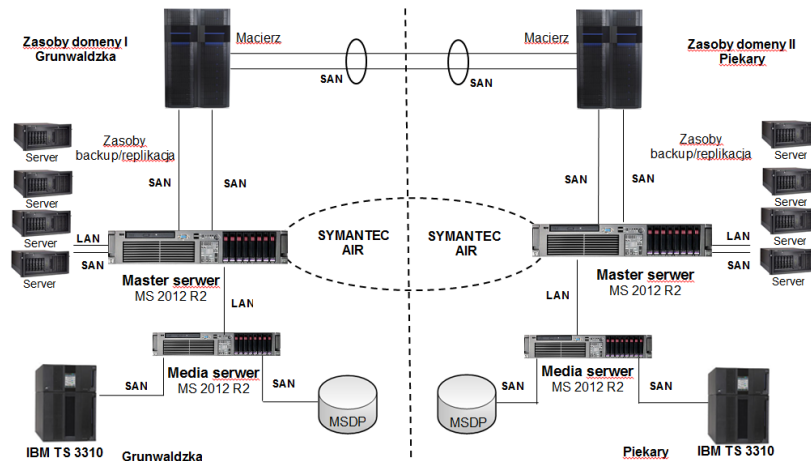 Zasoby domeny I
Grunwaldzka
Macierz
SAN
Macierz
SAN
Zasoby domeny II
Piekary
Zasoby
backup/replikacja
Zasoby
backup/replikacja
Server
Server
Server
Server
SAN
SAN
SAN
SAN
Server
Server
Server
Server
LAN
SAN
SYMANTEC
AIR
SYMANTEC
AIR
LAN
SAN
Master serwer
MS 2012 R2
Master serwer
MS 2012 R2
LAN
LAN
Media serwer
MS 2012 R2
Media serwer
MS 2012 R2
SAN
SAN
MSDP
MSDP
SAN
SAN
IBM TS 3310
Grunwaldzka
Piekary
IBM TS 3310